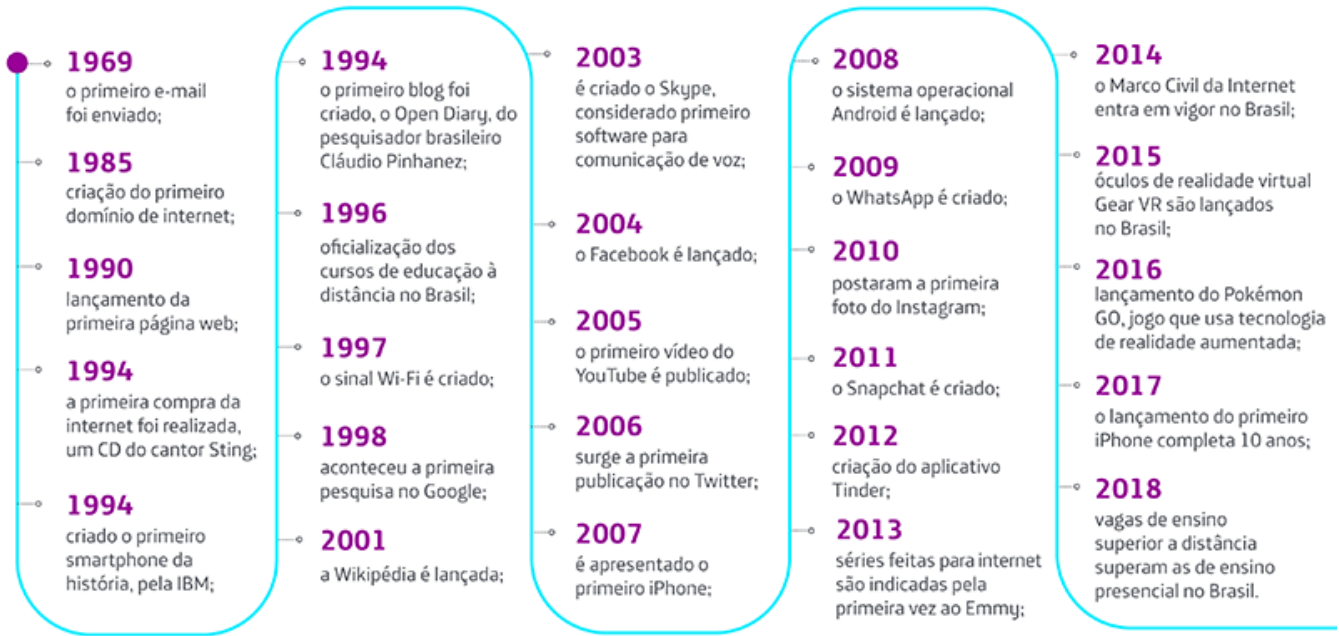 1969
o primeiro e-mail
foi enviado;
1985
criação do primeiro
domínio de internet;
1990
lançamento da
primeira página web;
1994
a primeira compra da
internet foi realizada,
um CD do cantor Sting;
1994
criado o primeiro
smartphone da
história, pela IBM;
1994
o primeiro blog foi
criado, o Open Diary, do
pesquisador brasileiro
Cláudio Pinhanez;
1996
oficialização dos
cursos de educação à
distância no Brasil;
1997
o sinal Wi-Fi é criado;
1998
aconteceu a primeira
pesquisa no Google;
2001
a Wikipédia é lançada;
2003
é criado o Skype,
considerado primeiro
software para
comunicação de voz;
2004
o Facebook é lançado;
2005
o primeiro vídeo do
YouTube é publicado;
2006
surge a primeira
publicação no Twitter;
2007
é apresentado o
primeiro iPhone;
2008
o sistema operacional
Android é lançado;
2009
o WhatsApp é criado;
2010
postaram a primeira
foto do Instagram;
2011
o Snapchat é criado;
2012
criação do aplicativo
Tinder;
2013
séries feitas para internet
são indicadas pela
primeira vez ao Emmy;
2014
o Marco Civil da Internet
entra em vigor no Brasil;
2015
óculos de realidade virtual
Gear VR são lançados
no Brasil;
2016
lançamento do Pokémon
GO, jogo que usa tecnologia
de realidade aumentada;
2017
o lançamento do primeiro
iPhone completa 10 anos;
2018
vagas de ensino
superior a distância
superam as de ensino
presencial no Brasil.